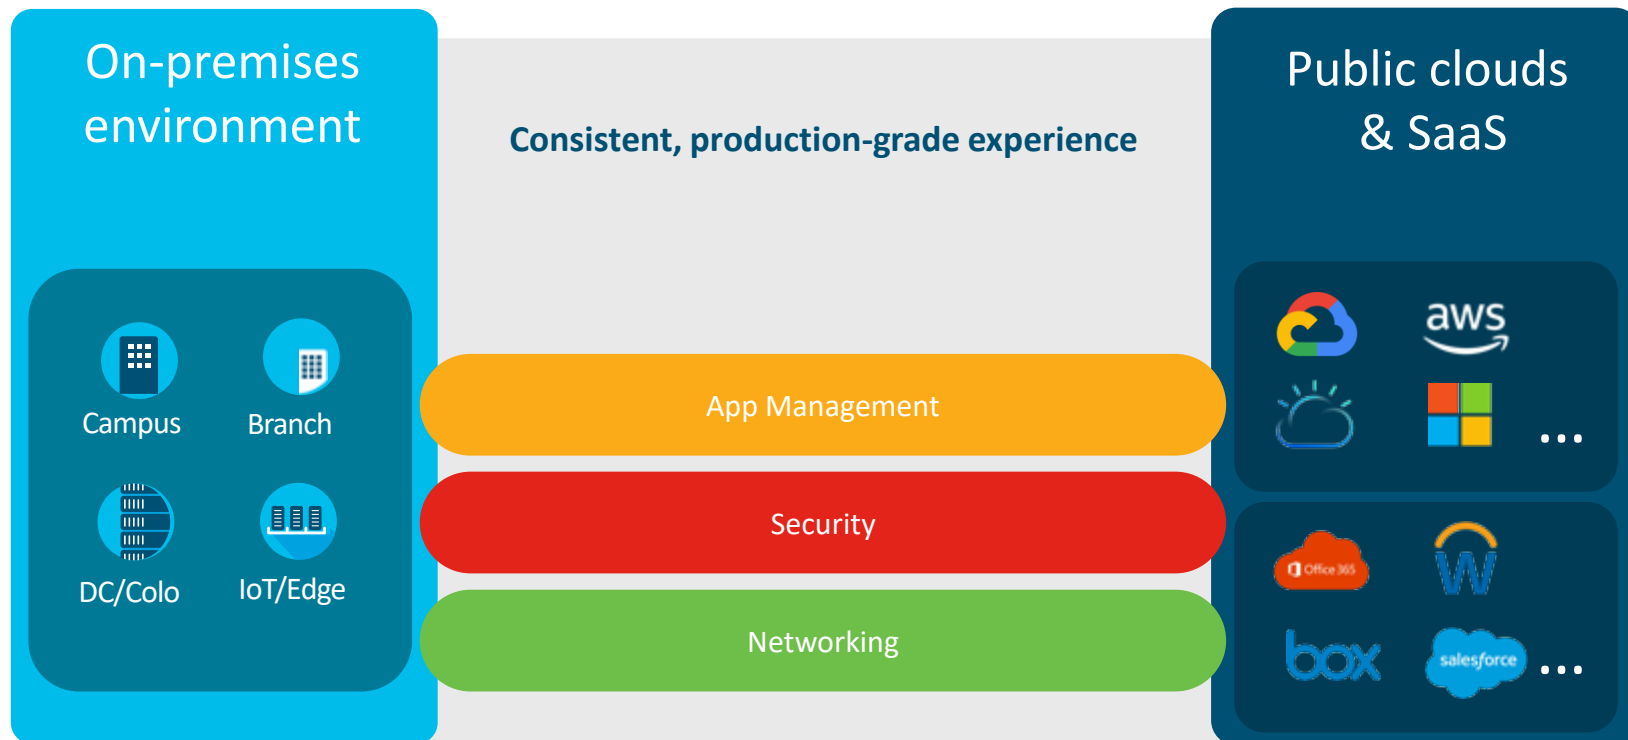 On-premises
environment
Consistent, production-grade experience
Public clouds
& SaaS
Campus
Branch
DC/Colo
IoT/Edge
App Management
Security
Networking
aws
...
Office 365
W
box
salesforce
...